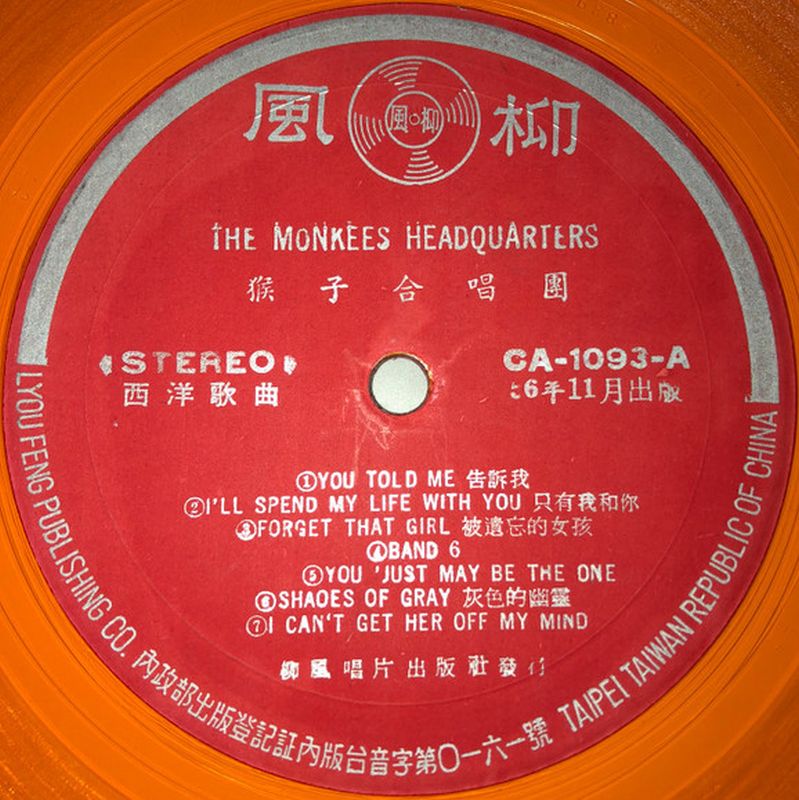 風 風柳 柳
THE MONKEES HEADQUARTERS
猴子合唱團
STEREO
西洋歌曲
CA-1093-A
56年11月出版
①YOU TOLD ME 告訴我
②I'LL SPEND MY LIFE WITH YOU 只有我和你
③FORGET THAT GIRL 被遺忘的女孩
④BAND 6
⑤YOU 'JUST MAY BE THE ONE
⑥SHAOES OF GRAY 灰色的幽靈
⑦I CAN'T GET HER OFF MY MIND
柳風唱片出版社發行
LYOU FENG PUBLISHING CO. 內政部出版登記証內版台音字第〇一六一號 TAIPEI TAIWAN REPUBLIC OF CHINA